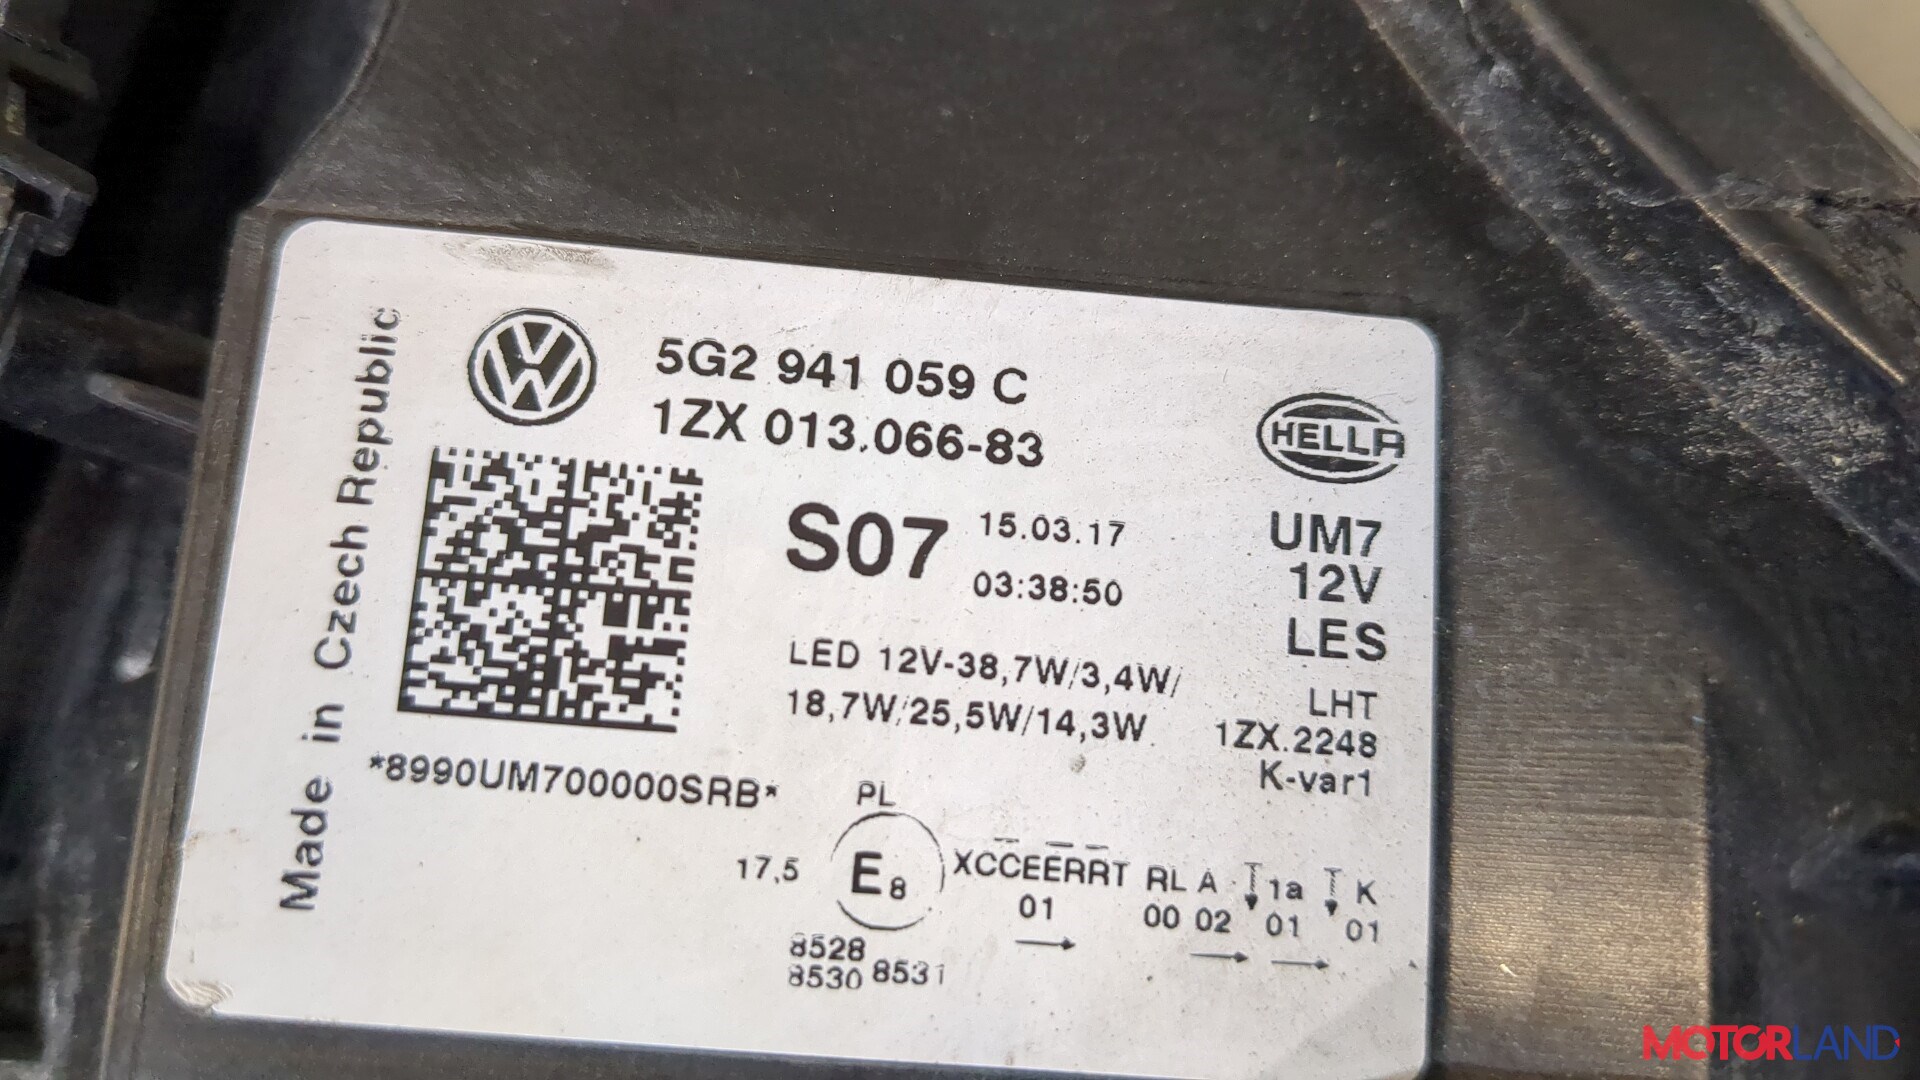 Made in Czech Republic
5G2 941 059 C
1ZX 013.066-83
HELLA
S07
15.03.17
03:38:50
UM7
12V
LES
LED 12V-38,7W/3,4W/
18,7W/25,5W/14,3W
LHT
1ZX.2248
K-var1
*8990UM700000SRB*
PL
17,5
E8
XCCEERRT RL A 1a K
01 00 02 01 01
8528
8530 8531
MOTORLAND